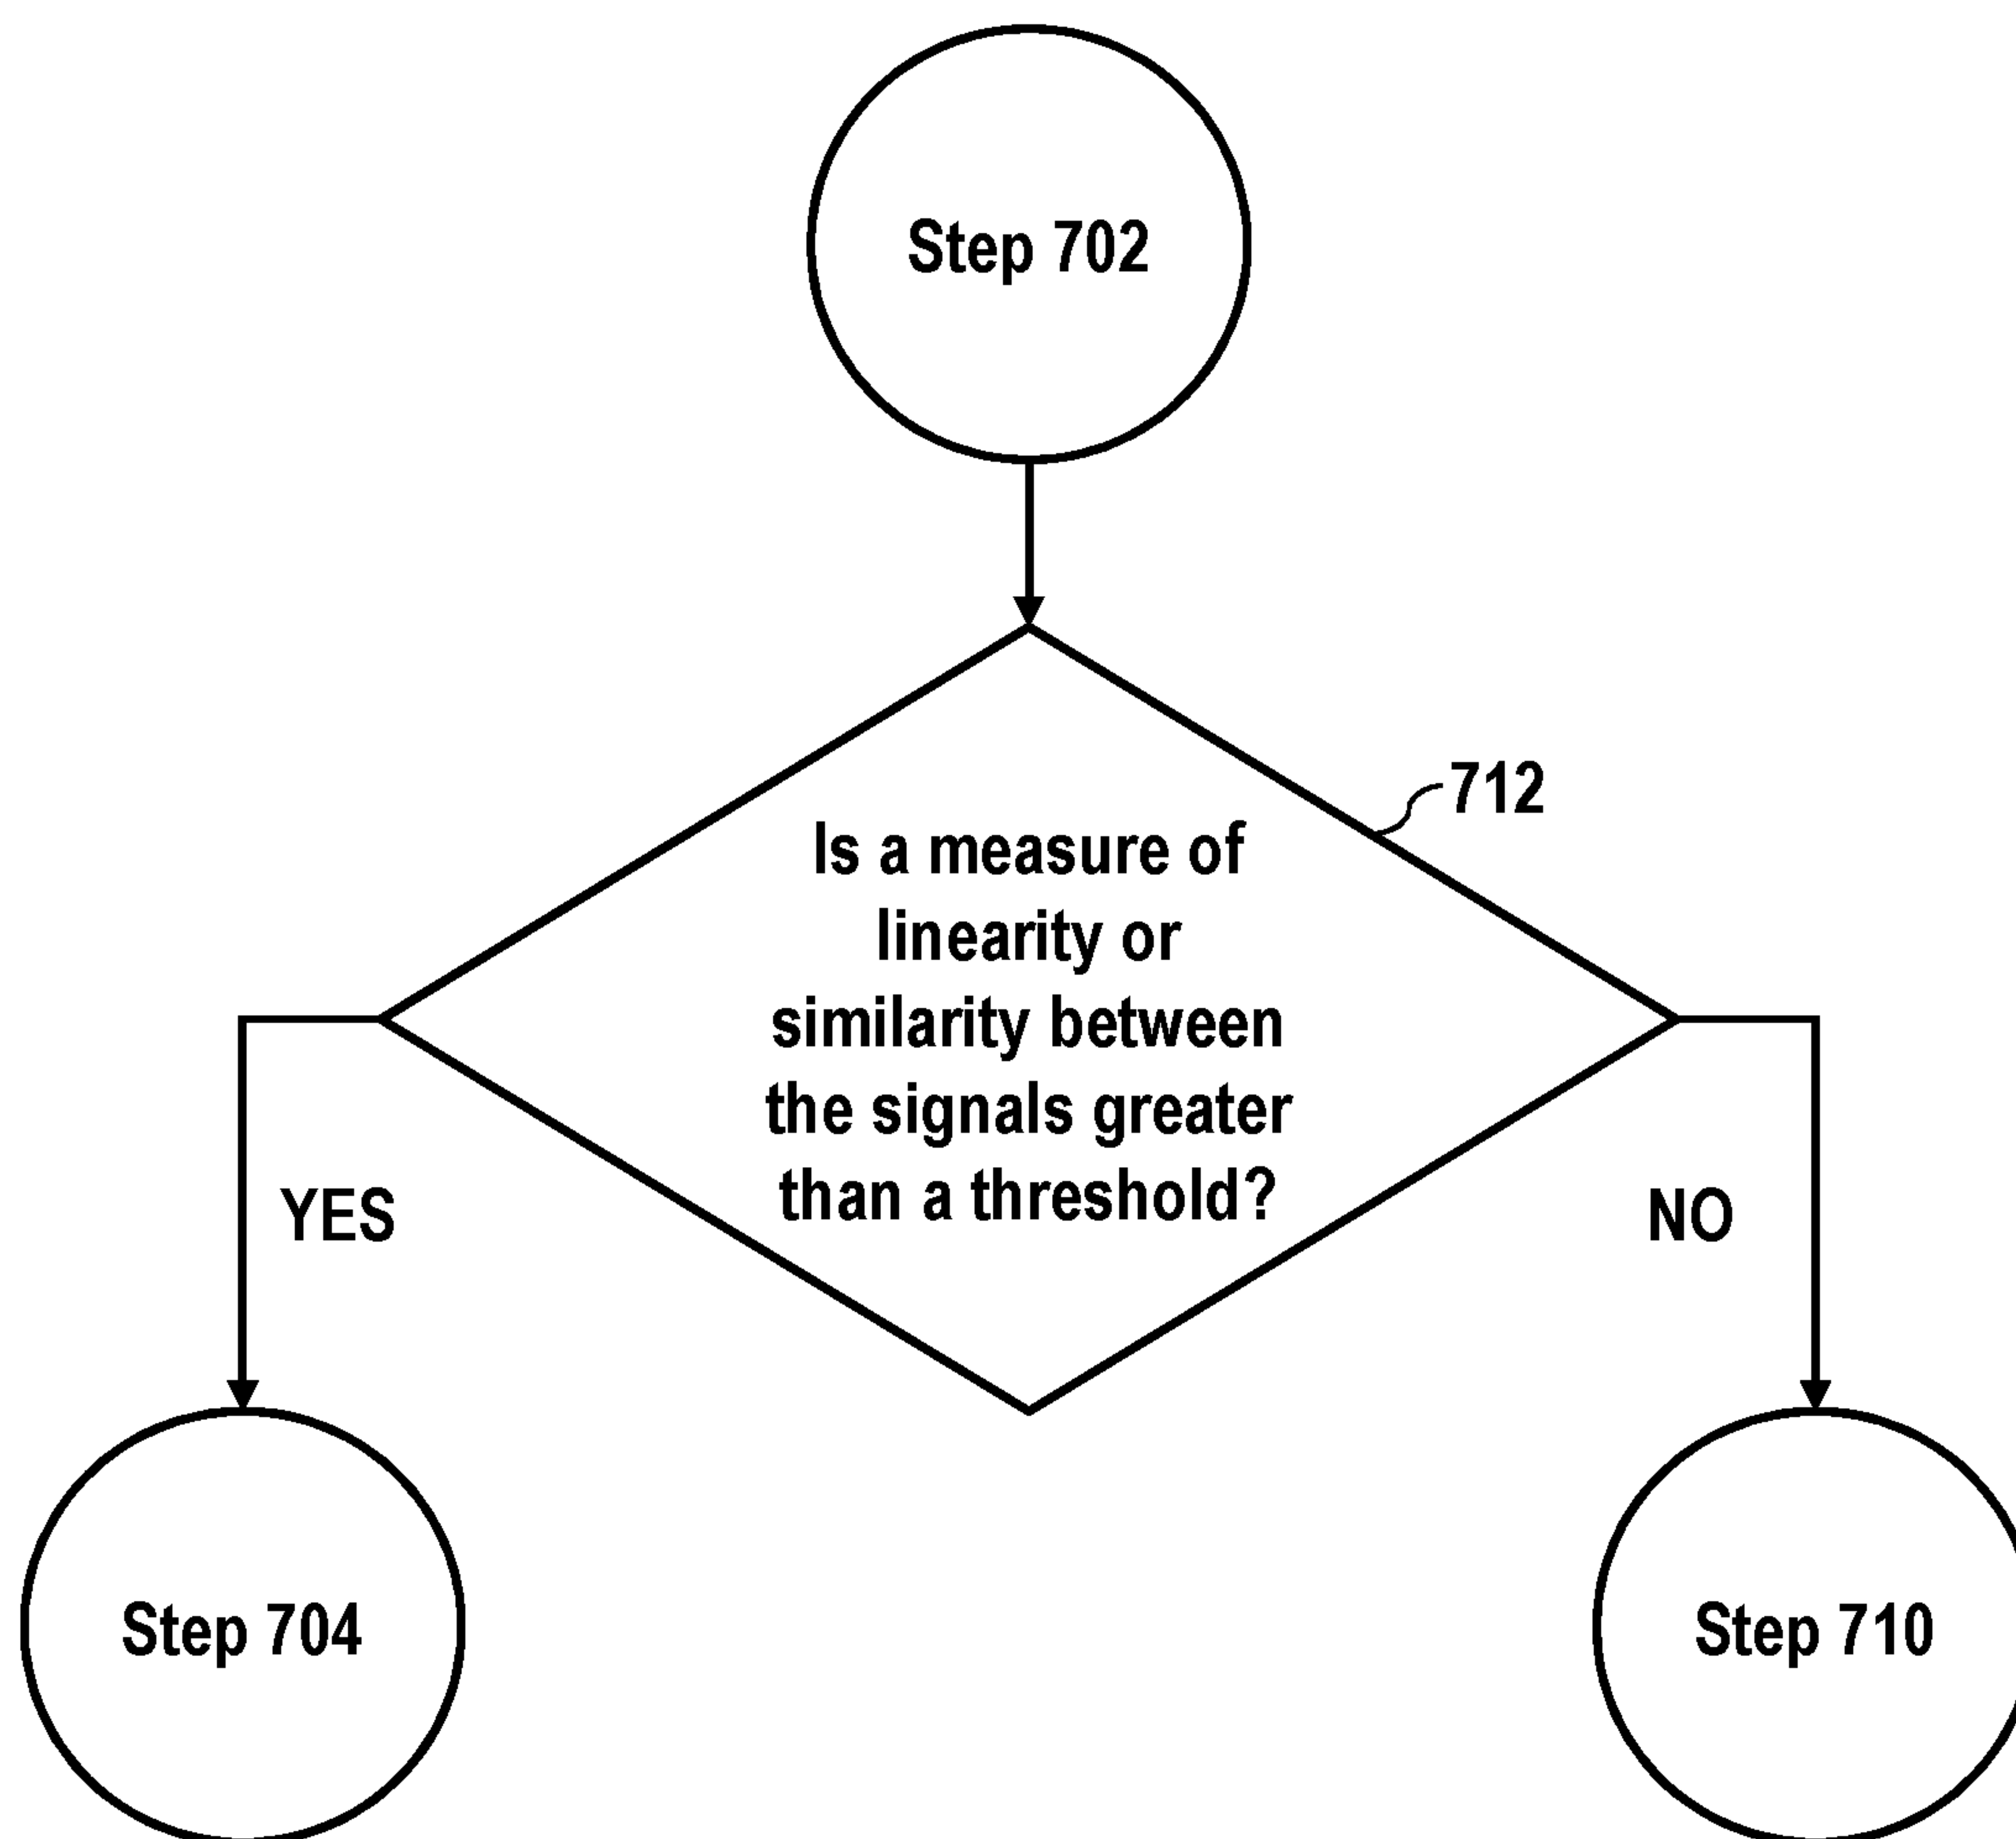 Step 702
712
Is a measure of
linearity or
similarity between
the signals greater
than a threshold?
YES
NO
Step 704
Step 710